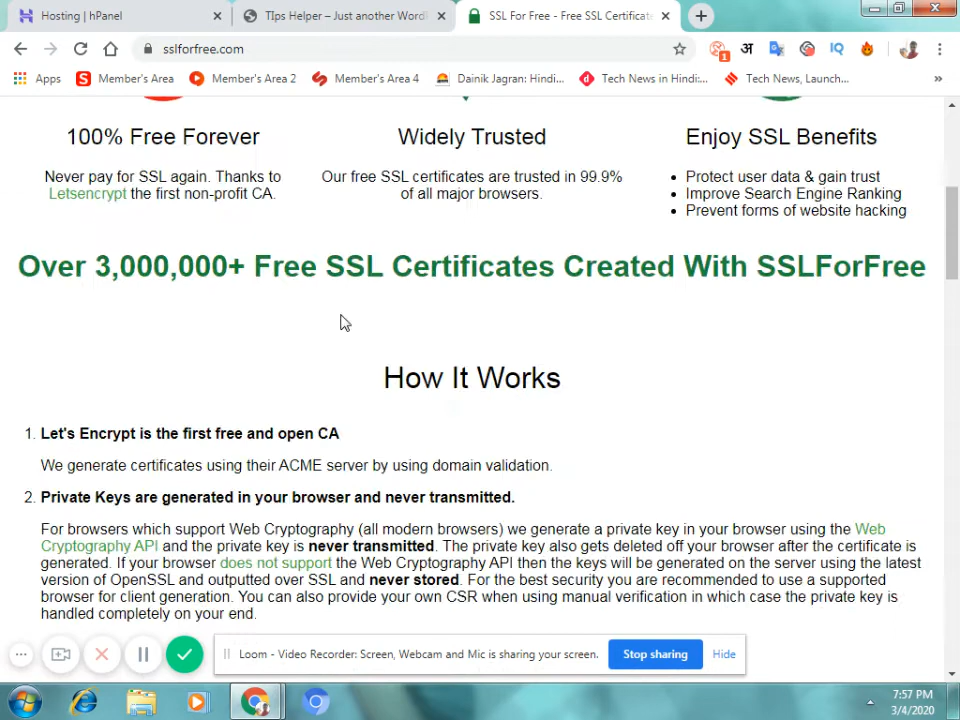 Hosting | hPanel
TIps Helper – Just another Word
SSL For Free - Free SSL Certificate
sslforfree.com
1
अ
IQ
Apps
S
Member's Area
Member's Area 2
Member's Area 4
Dainik Jagran: Hindi...
Tech News in Hindi:...
Tech News, Launch...
»
100% Free Forever
Widely Trusted
Enjoy SSL Benefits
Never pay for SSL again. Thanks to
Letsencrypt the first non-profit CA.
Our free SSL certificates are trusted in 99.9%
of all major browsers.
• Protect user data & gain trust
• Improve Search Engine Ranking
• Prevent forms of website hacking
Over 3,000,000+ Free SSL Certificates Created With SSLForFree
How It Works
1. Let's Encrypt is the first free and open CA
We generate certificates using their ACME server by using domain validation.
2. Private Keys are generated in your browser and never transmitted.
For browsers which support Web Cryptography (all modern browsers) we generate a private key in your browser using the Web
Cryptography API and the private key is never transmitted. The private key also gets deleted off your browser after the certificate is
generated. If your browser does not support the Web Cryptography API then the keys will be generated on the server using the latest
version of OpenSSL and outputted over SSL and never stored. For the best security you are recommended to use a supported
browser for client generation. You can also provide your own CSR when using manual verification in which case the private key is
handled completely on your end.
Loom - Video Recorder: Screen, Webcam and Mic is sharing your screen.
Stop sharing
Hide
7:57 PM
3/4/2020